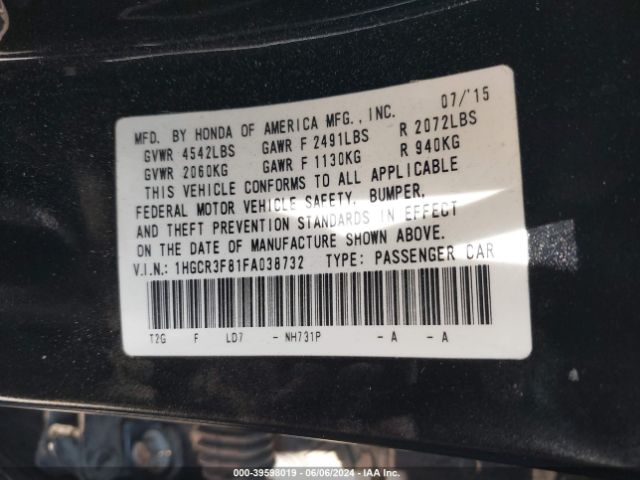 MFD. BY HONDA OF AMERICA MFG., INC. 07/'15
GVWR 4542LBS GAWR F 2491LBS R 2072LBS
GVWR 2060KG GAWR F 1130KG R 940KG
THIS VEHICLE CONFORMS TO ALL APPLICABLE
FEDERAL MOTOR VEHICLE SAFETY, BUMPER,
AND THEFT PREVENTION STANDARDS IN EFFECT
ON THE DATE OF MANUFACTURE SHOWN ABOVE.
V.I.N.: 1HGCR3F81FA038732 TYPE: PASSENGER CAR
T2G F LD7 - NH731P - A - A
000-39598019 - 06/06/2024 - IAA Inc.